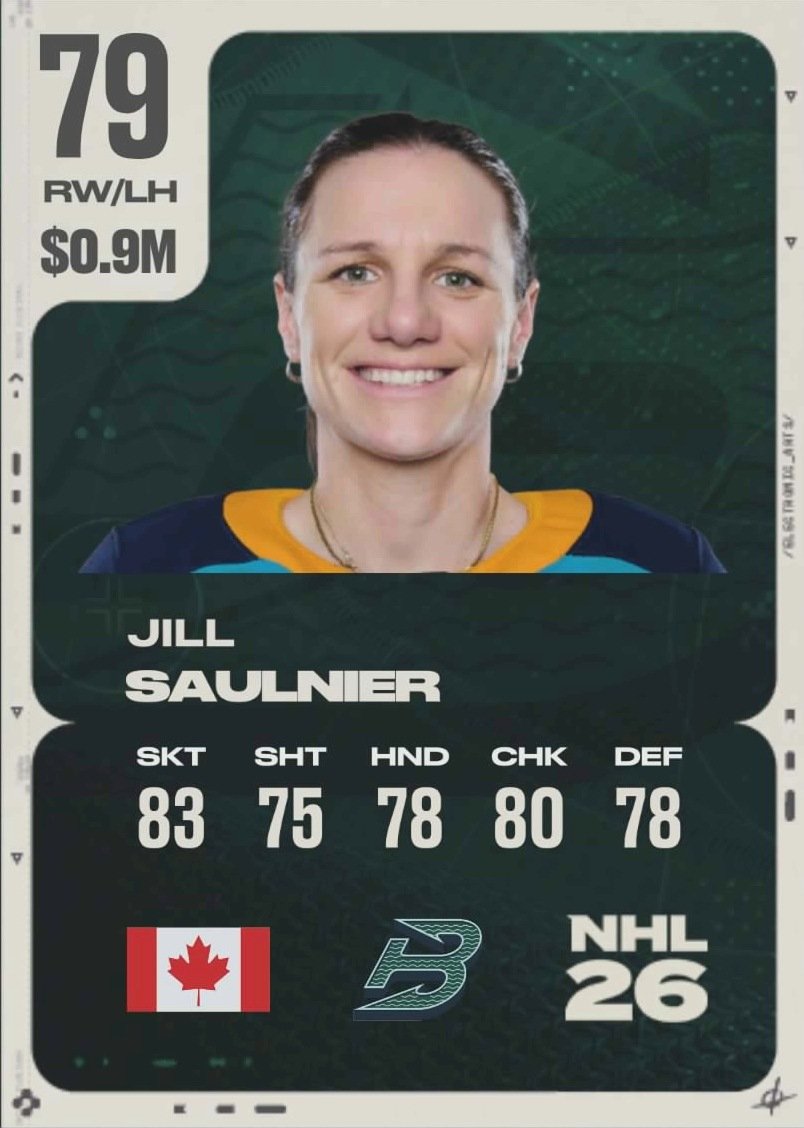 79
RW/LH
$0.9M
/ELECTRONIC_ARTS/
JILL
SAULNIER
SKT SHT HND CHK DEF
83 75 78 80 78
B
NHL
26